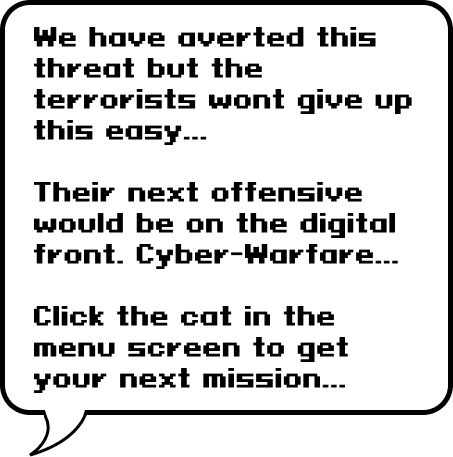 We have averted this
threat but the
terrorists wont give up
this easy...
Their next offensive
would be on the digital
front. Cyber-Warfare...
Click the cat in the
menu screen to get
your next mission...